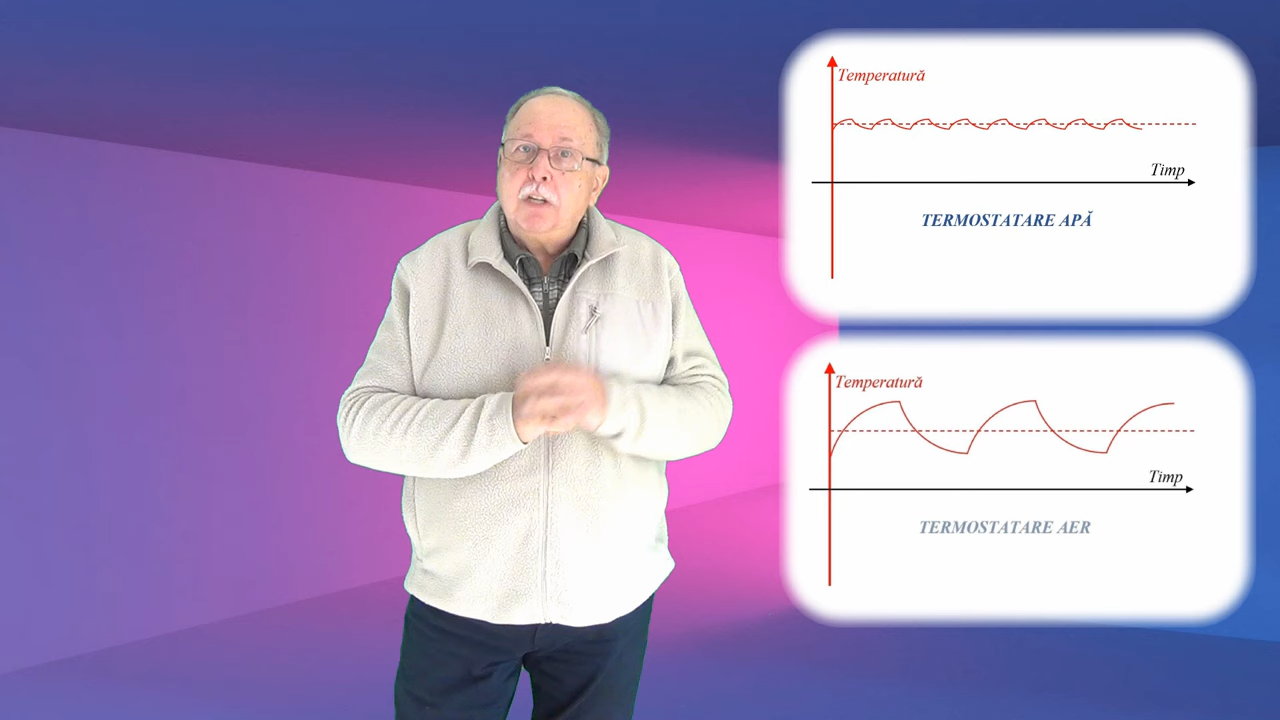 Temperatură
Timp
TERMOSTATARE APĂ
Temperatură
Timp
TERMOSTATARE AER